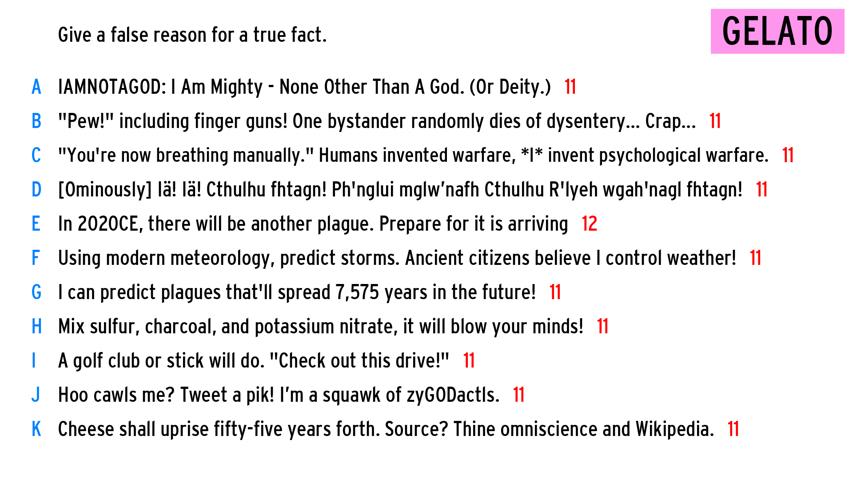 Give a false reason for a true fact.
GELATO
A IAMNOTAGOD: I Am Mighty - None Other Than A God. (Or Deity.) 11
B "Pew!" including finger guns! One bystander randomly dies of dysentery... Crap... 11
C "You're now breathing manually." Humans invented warfare, *I* invent psychological warfare. 11
D [Ominously] Iä! Iä! Cthulhu fhtagn! Ph'nglui mglw’nafh Cthulhu R'lyeh wgah'nagl fhtagn! 11
E In 2020CE, there will be another plague. Prepare for it is arriving 12
F Using modern meteorology, predict storms. Ancient citizens believe I control weather! 11
G I can predict plagues that'll spread 7,575 years in the future! 11
H Mix sulfur, charcoal, and potassium nitrate, it will blow your minds! 11
I A golf club or stick will do. "Check out this drive!" 11
J Hoo cawls me? Tweet a pik! I’m a squawk of zyGODactls. 11
K Cheese shall uprise fifty-five years forth. Source? Thine omniscience and Wikipedia. 11